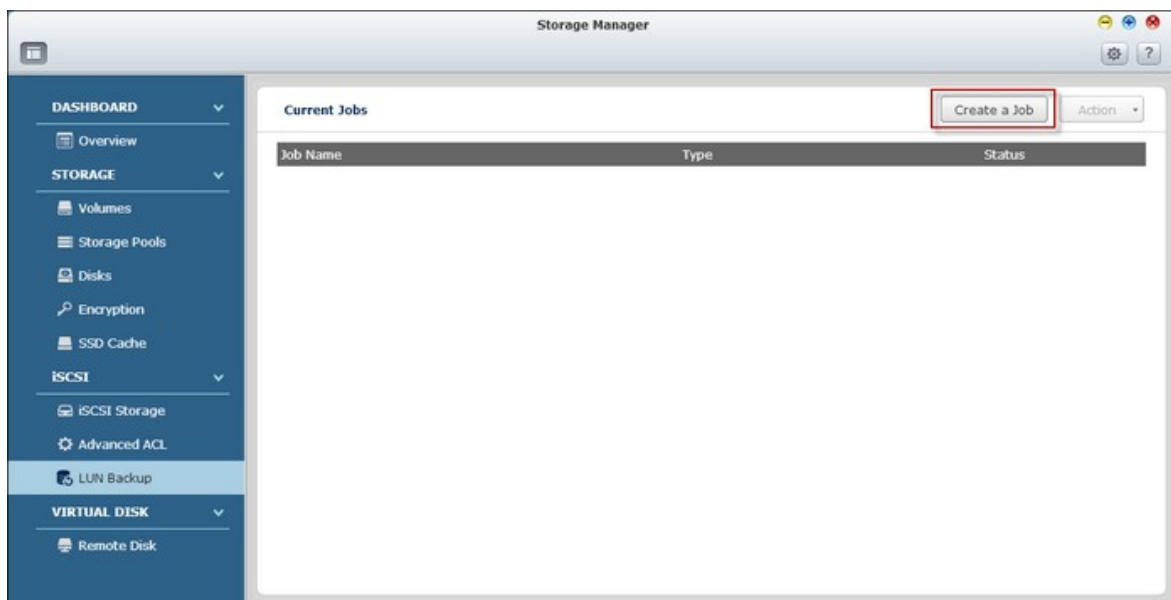 Storage Manager
?
DASHBOARD
Overview
STORAGE
Volumes
Storage Pools
Disks
Encryption
SSD Cache
iSCSI
iSCSI Storage
Advanced ACL
LUN Backup
VIRTUAL DISK
Remote Disk
Current Jobs Create a Job Action
Job Name Type Status